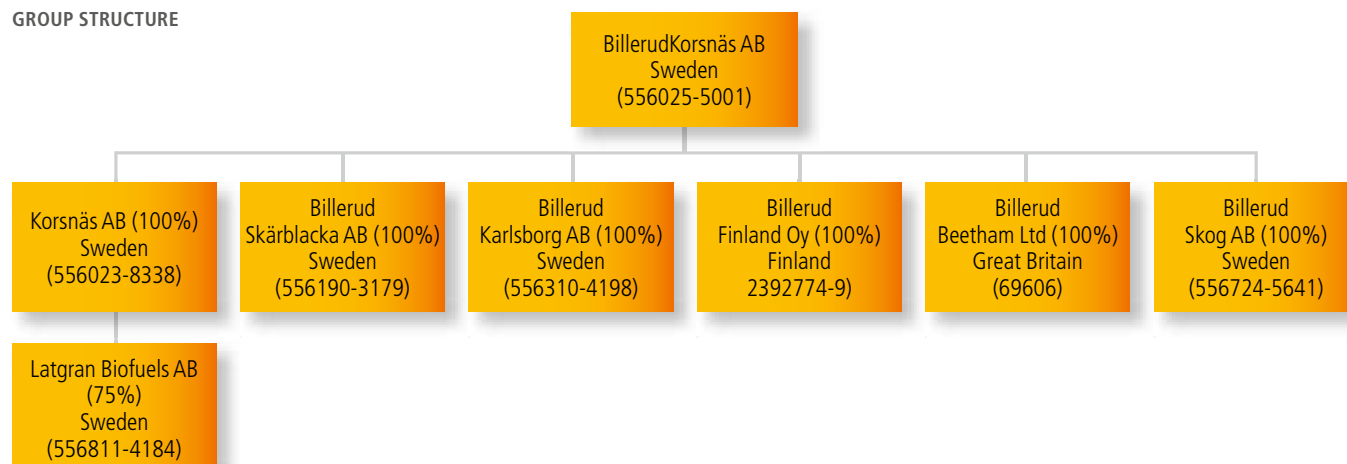 GROUP STRUCTURE
BillerudKorsnäs AB
Sweden
(556025-5001)
Korsnäs AB (100%)
Sweden
(556023-8338)
Billerud
Skärblacka AB (100%)
Sweden
(556190-3179)
Billerud
Karlsborg AB (100%)
Sweden
(556310-4198)
Billerud
Finland Oy (100%)
Finland
2392774-9)
Billerud
Beetham Ltd (100%)
Great Britain
(69606)
Billerud
Skog AB (100%)
Sweden
(556724-5641)
Latgran Biofuels AB
(75%)
Sweden
(556811-4184)